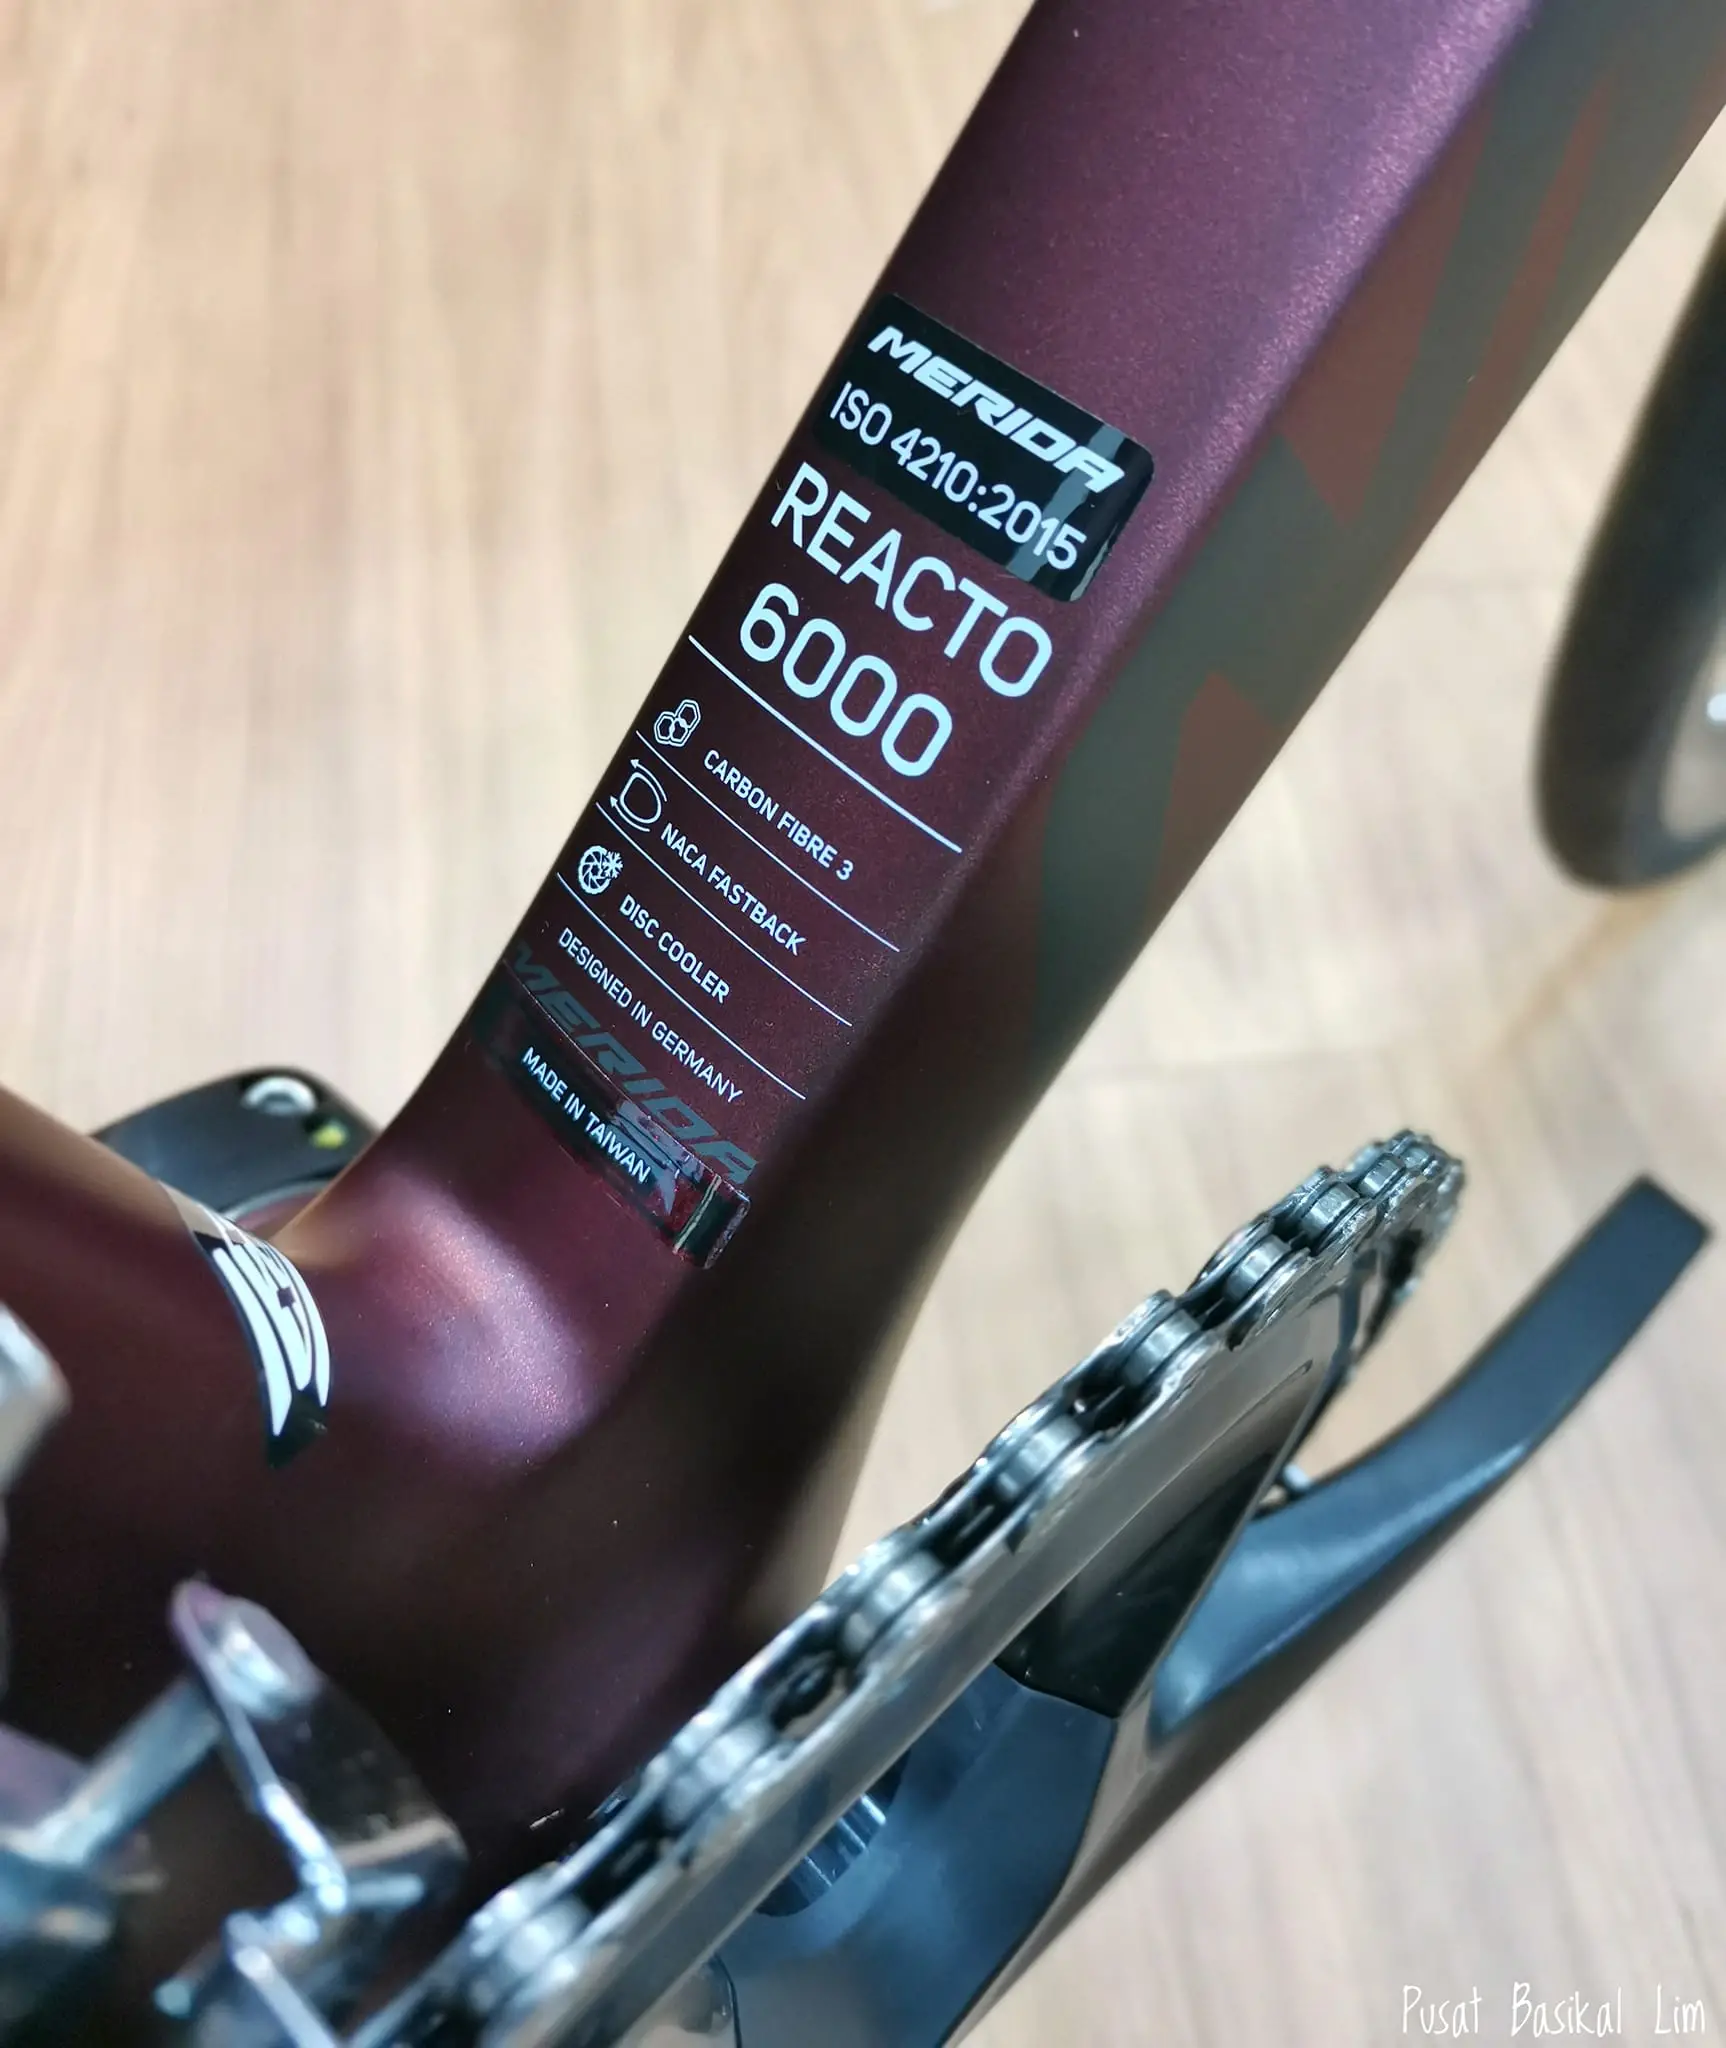 MERIDA
ISO 4210:2015
REACTO
6000
CARBON FIBRE 3
NACA FASTBACK
DISC COOLER
DESIGNED IN GERMANY
MERIDA
MADE IN TAIWAN
Pusat Basikal Lim